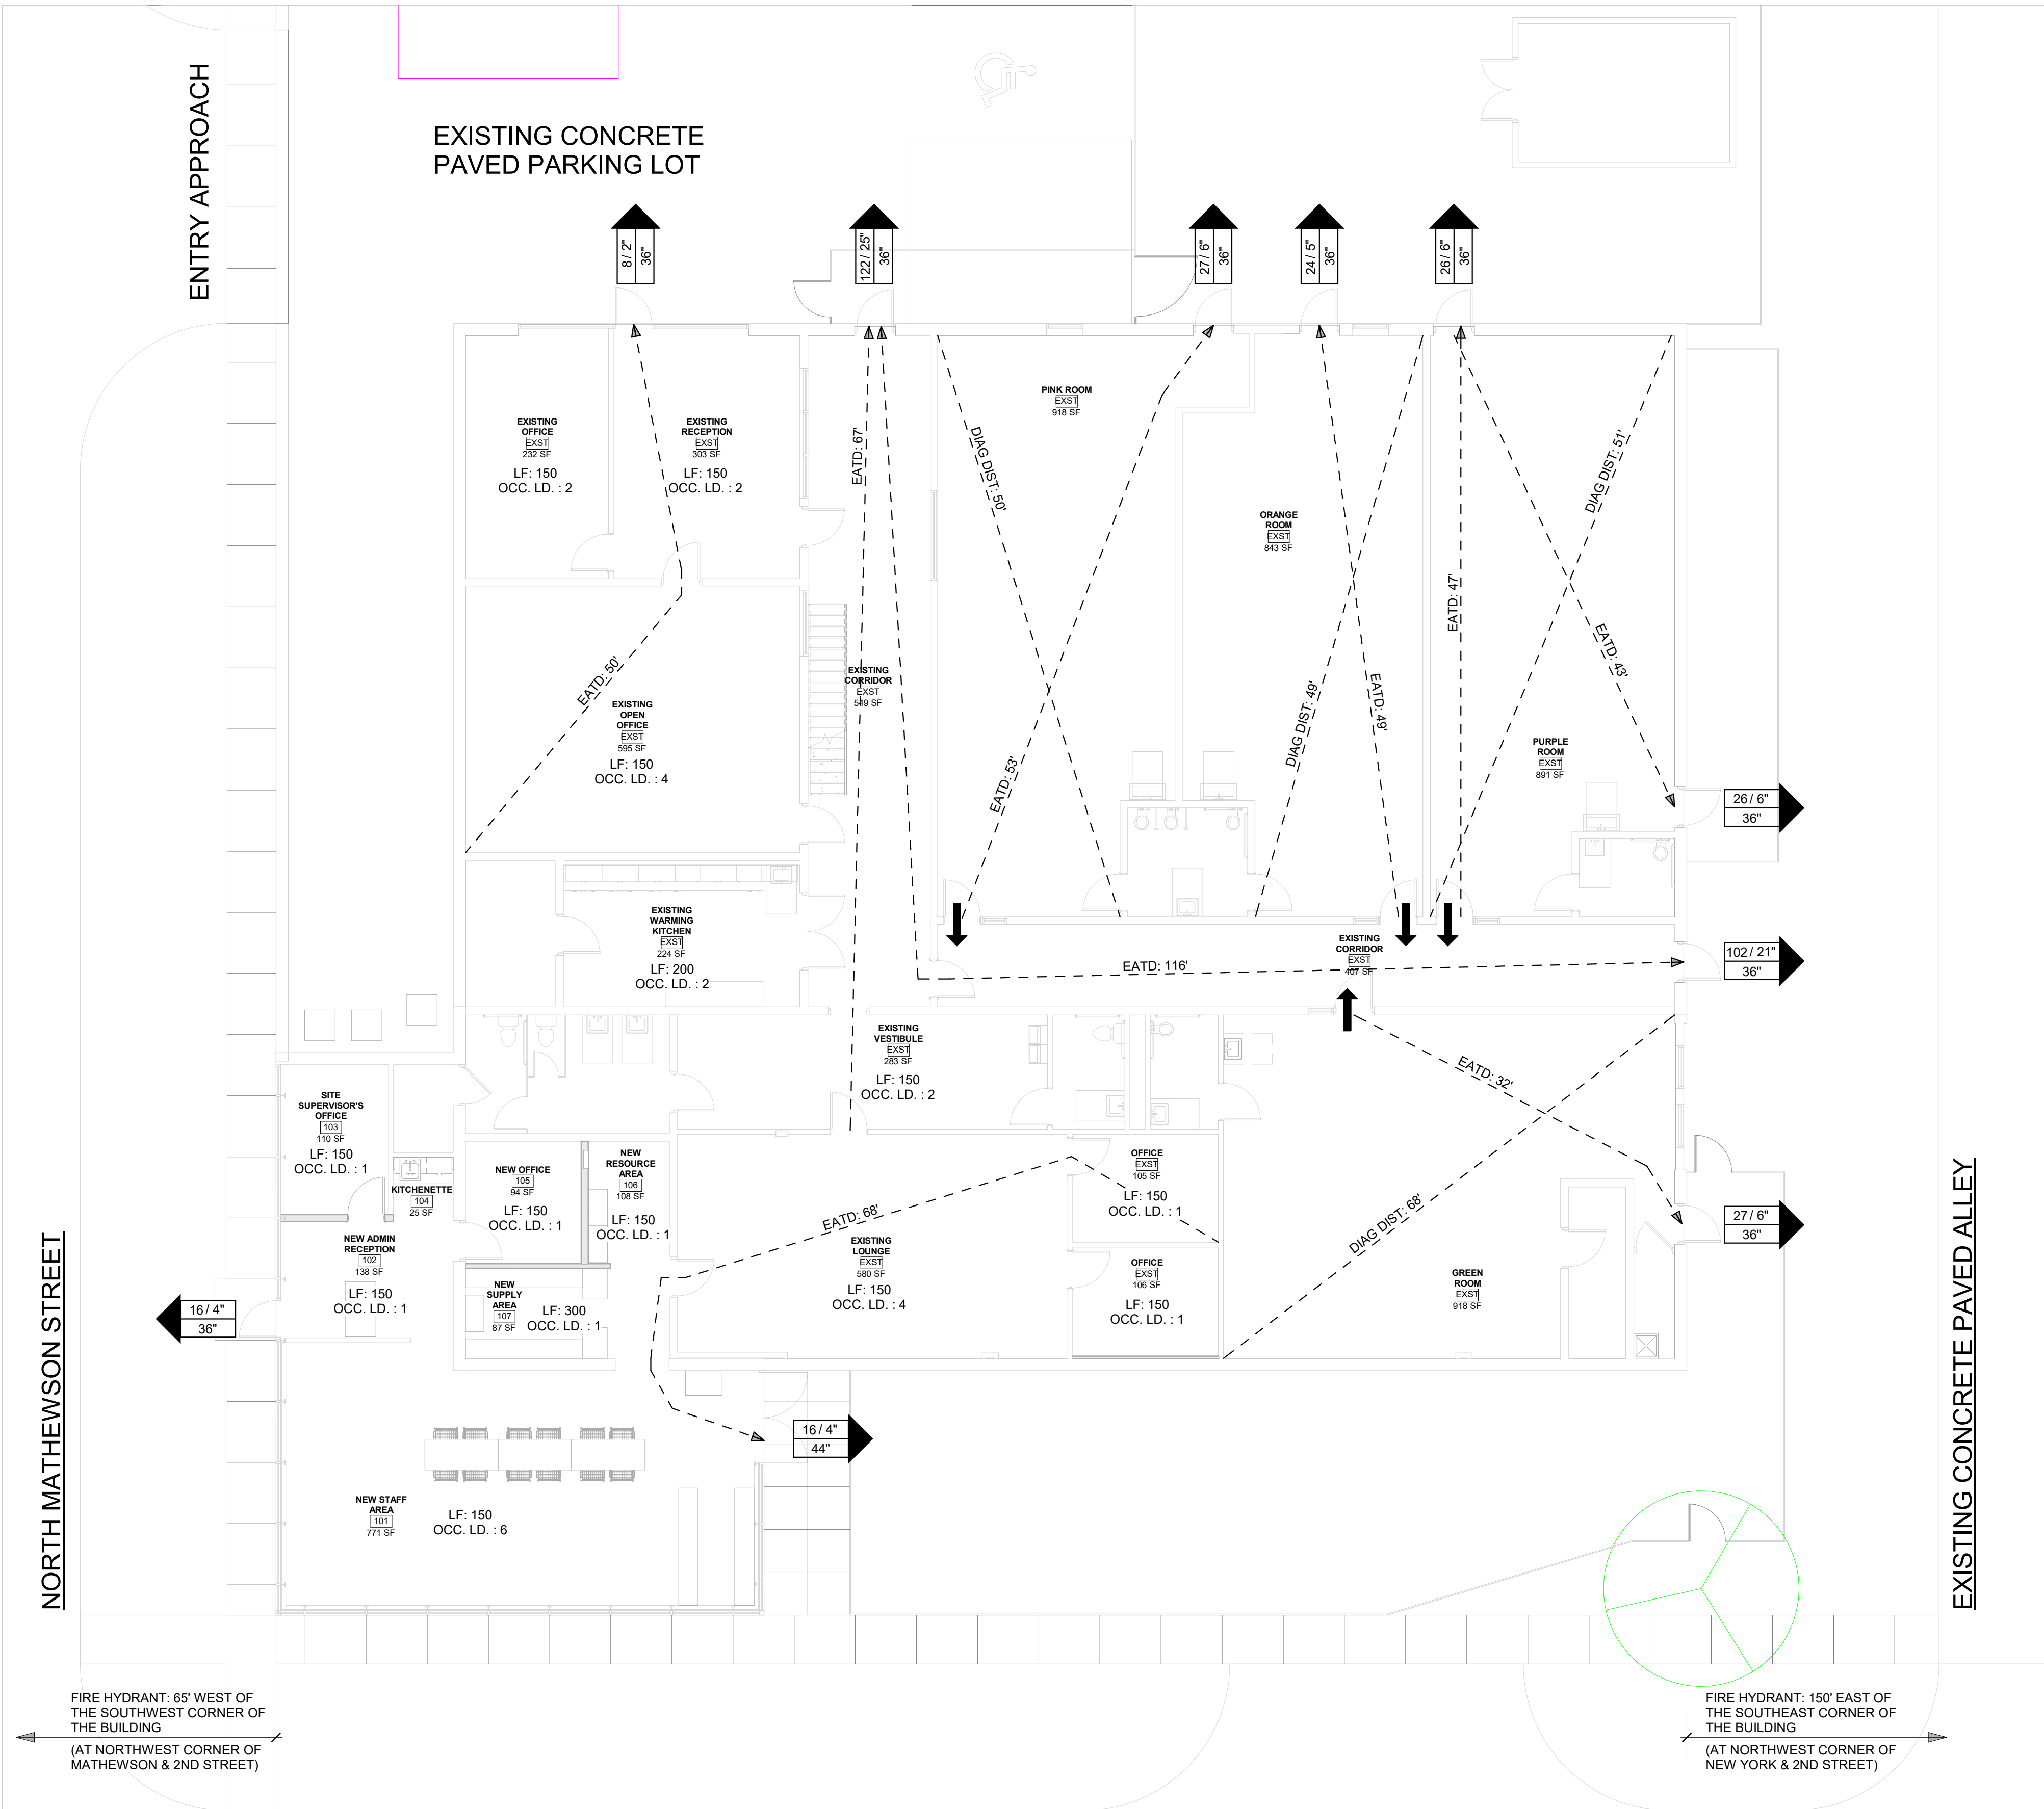 ENTRY APPROACH
EXISTING CONCRETE
PAVED PARKING LOT
8 / 2"
36"
122 / 25"
36"
27 / 6"
36"
24 / 5"
36"
26 / 6"
36"
EXISTING
OFFICE
EXST
232 SF
LF: 150
OCC. LD. : 2
EXISTING
RECEPTION
EXST
303 SF
LF: 150
OCC. LD. : 2
EATD: 67'
DIAG DIST: 50'
PINK ROOM
EXST
918 SF
ORANGE
ROOM
EXST
843 SF
DIAG DIST: 51'
EATD: 47'
EATD: 43'
EATD: 50'
EXISTING
OPEN
OFFICE
EXST
595 SF
LF: 150
OCC. LD. : 4
EXISTING
CORRIDOR
EXST
549 SF
EATD: 53'
DIAG DIST: 49'
EATD: 49'
PURPLE
ROOM
EXST
891 SF
26 / 6"
36"
EXISTING
WARMING
KITCHEN
EXST
224 SF
LF: 200
OCC. LD. : 2
EATD: 116'
EXISTING
CORRIDOR
EXST
407 SF
102 / 21"
36"
EXISTING
VESTIBULE
EXST
283 SF
LF: 150
OCC. LD. : 2
EATD: 32'
SITE
SUPERVISOR'S
OFFICE
103
110 SF
LF: 150
OCC. LD. : 1
KITCHENETTE
104
25 SF
NEW OFFICE
105
94 SF
LF: 150
OCC. LD. : 1
NEW
RESOURCE
AREA
106
108 SF
LF: 150
OCC. LD. : 1
EATD: 68'
OFFICE
EXST
105 SF
LF: 150
OCC. LD. : 1
DIAG DIST: 68'
27 / 6"
36"
NEW ADMIN
RECEPTION
102
138 SF
LF: 150
OCC. LD. : 1
NEW
SUPPLY
AREA
107
87 SF
LF: 300
OCC. LD. : 1
EXISTING
LOUNGE
EXST
580 SF
LF: 150
OCC. LD. : 4
OFFICE
EXST
106 SF
LF: 150
OCC. LD. : 1
GREEN
ROOM
EXST
918 SF
16 / 4"
36"
16 / 4"
44"
NEW STAFF
AREA
101
771 SF
LF: 150
OCC. LD. : 6
NORTH MATHEWSON STREET
EXISTING CONCRETE PAVED ALLEY
FIRE HYDRANT: 65' WEST OF
THE SOUTHWEST CORNER OF
THE BUILDING
(AT NORTHWEST CORNER OF
MATHEWSON & 2ND STREET)
FIRE HYDRANT: 150' EAST OF
THE SOUTHEAST CORNER OF
THE BUILDING
(AT NORTHWEST CORNER OF
NEW YORK & 2ND STREET)